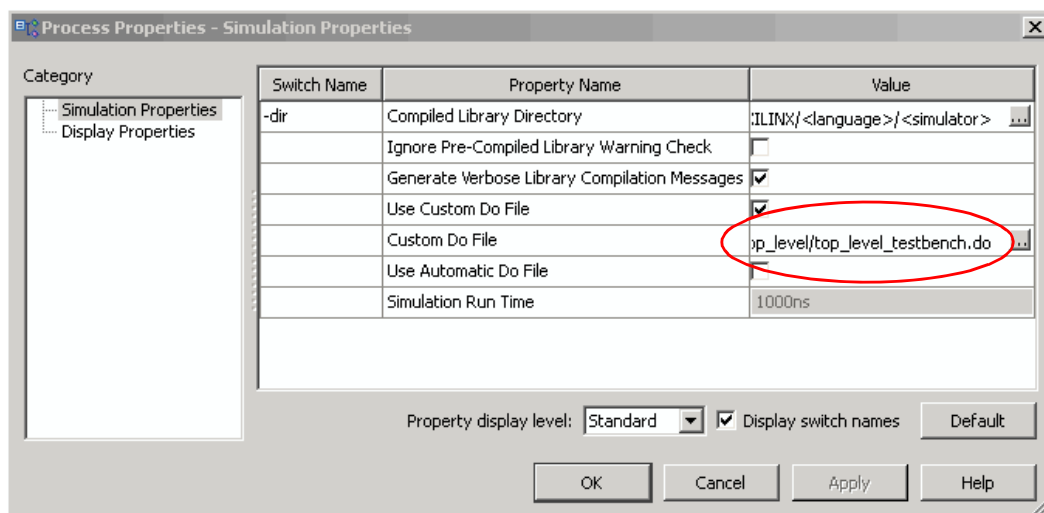 Process Properties - Simulation Properties
Category
Simulation Properties
Display Properties
Switch Name Property Name Value
-dir Compiled Library Directory ILINX/<language>/<simulator> ...
Ignore Pre-Compiled Library Warning Check
Generate Verbose Library Compilation Messages
Use Custom Do File
Custom Do File op_level/top_level_testbench.do ...
Use Automatic Do File
Simulation Run Time 1000ns
Property display level: Standard Display switch names Default
OK Cancel Apply Help